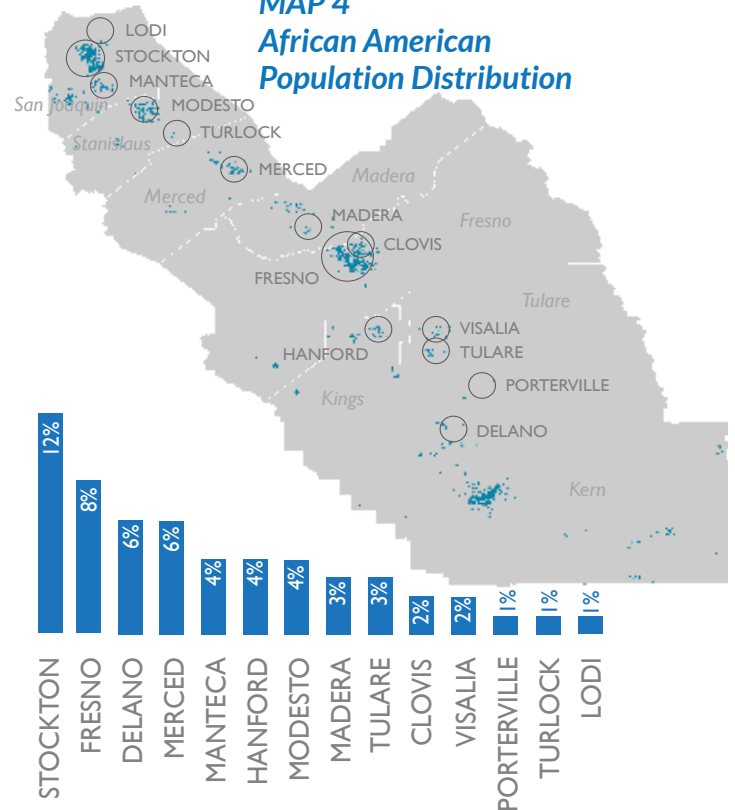 MAP 4
African American
Population Distribution
LODI
STOCKTON
MANTECA
San Joaquin
MODESTO
TURLOCK
Stanislaus
MERCED
Madera
Merced
MADERA
Fresno
CLOVIS
FRESNO
Tulare
VISALIA
HANFORD
TULARE
PORTERVILLE
Kings
DELANO
Kern
12%
8%
6%
6%
4%
4%
4%
3%
3%
2%
2%
1%
1%
1%
STOCKTON
FRESNO
DELANO
MERCED
MANTECA
HANFORD
MODESTO
MADERA
TULARE
CLOVIS
VISALIA
PORTERVILLE
TURLOCK
LODI